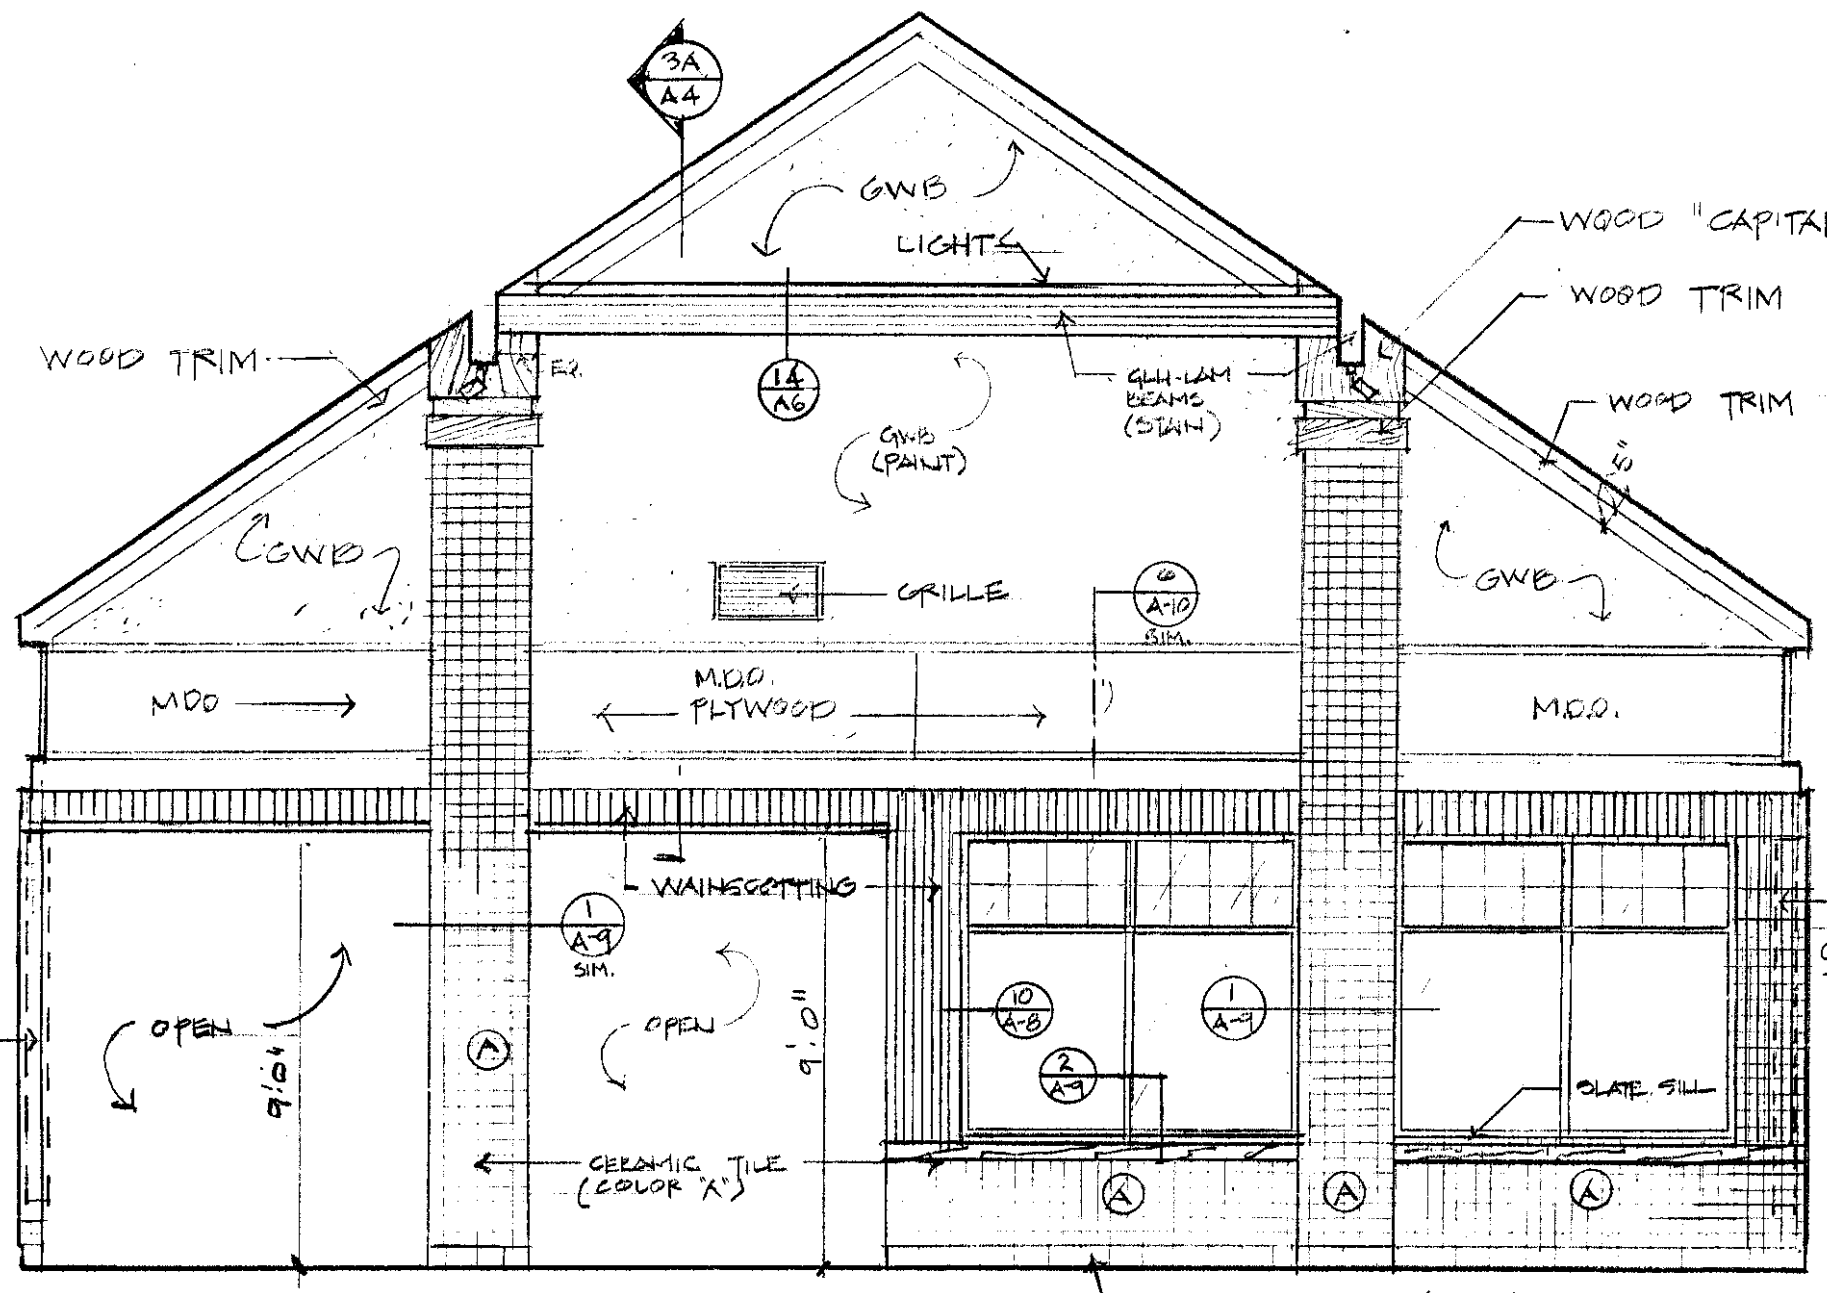 3A
A4
GWB
LIGHTS
WOOD "CAPITAL
WOOD TRIM
WOOD TRIM
EQ.
14
A6
GLU-LAM
BEAMS
(STAIN)
WOOD TRIM
GWB
(PAINT)
5"
GWB
GRILLE
6
A-10
SIM.
GWB
MDO
M.D.O.
PLYWOOD
M.D.O.
WAINSCOTTING
1
A-9
SIM.
OPEN
9'.0"
A
OPEN
9'.0"
10
A-8
1
A-9
2
A-9
SLATE SILL
CERAMIC TILE
(COLOR "A")
A
A
A